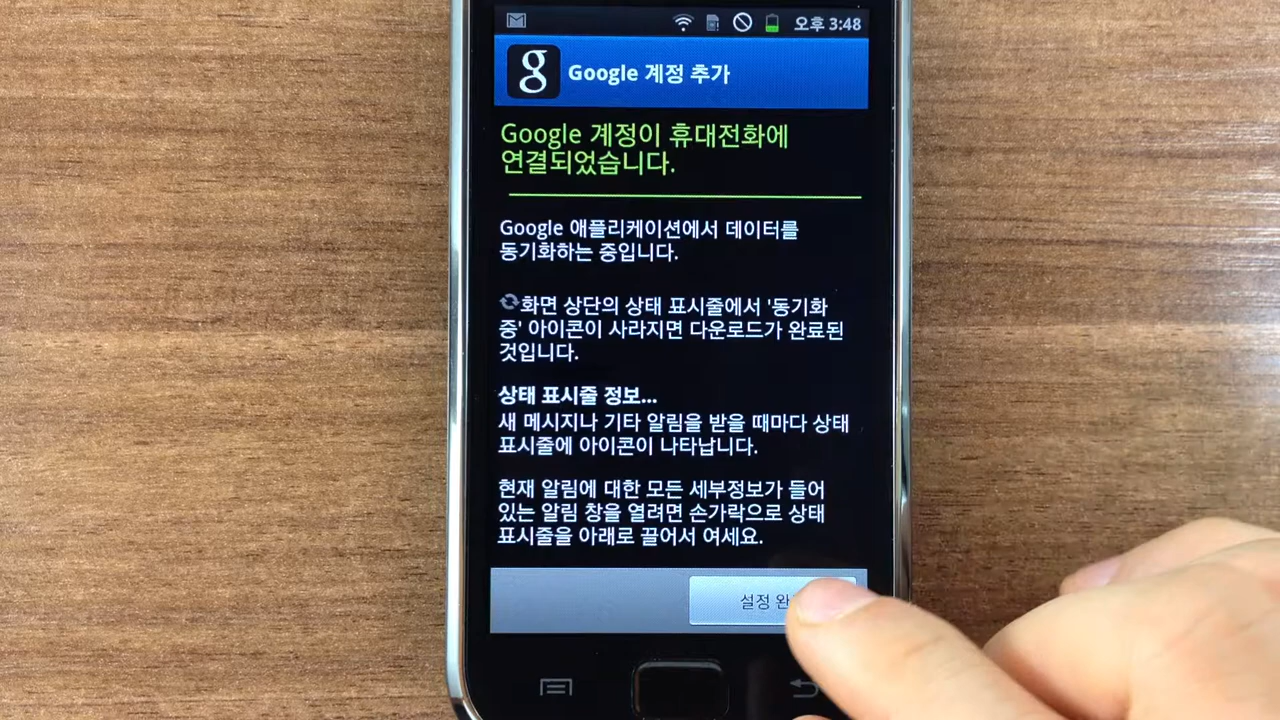 오후 3:48
g
Google 계정 추가
Google 계정이 휴대전화에
연결되었습니다.
Google 애플리케이션에서 데이터를
동기화하는 중입니다.
화면 상단의 상태 표시줄에서 '동기화
중' 아이콘이 사라지면 다운로드가 완료된
것입니다.
상태 표시줄 정보...
새 메시지나 기타 알림을 받을 때마다 상태
표시줄에 아이콘이 나타납니다.
현재 알림에 대한 모든 세부정보가 들어
있는 알림 창을 열려면 손가락으로 상태
표시줄을 아래로 끌어서 여세요.
설정